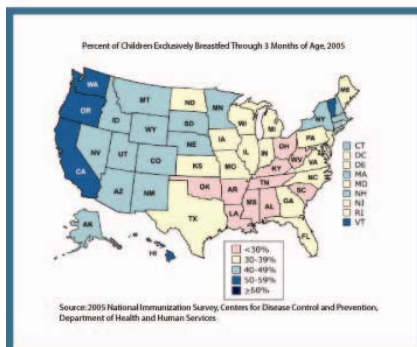 Percent of Children Exclusively Breastfed Through 3 Months of Age, 2005
WA
MT
ND
MN
ME
OR
ID
SD
WI
NY
WY
MI
IA
NE
PA
CT
NV
UT
CO
IL
IN
OH
WV
VA
DC
CA
KS
MO
KY
DE
NC
MA
TN
AZ
NM
OK
AR
SC
MD
MS
AL
GA
NH
TX
LA
NJ
FL
RI
AK
VT
HI
<30%
30-39%
40-49%
50-59%
≥60%
Source: 2005 National Immunization Survey, Centers for Disease Control and Prevention,
Department of Health and Human Services